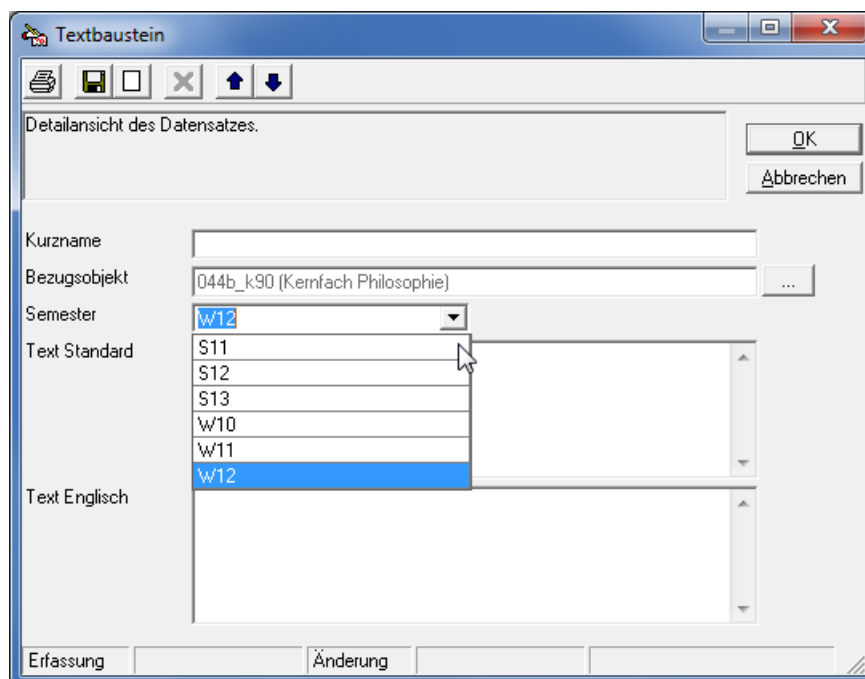 Textbaustein
Detailansicht des Datensatzes.
OK
Abbrechen
Kurzname
Bezugsobjekt
044b_k90 (Kernfach Philosophie)
...
Semester
W12
S11
S12
S13
W10
W11
W12
Text Standard
Text Englisch
Erfassung
Änderung